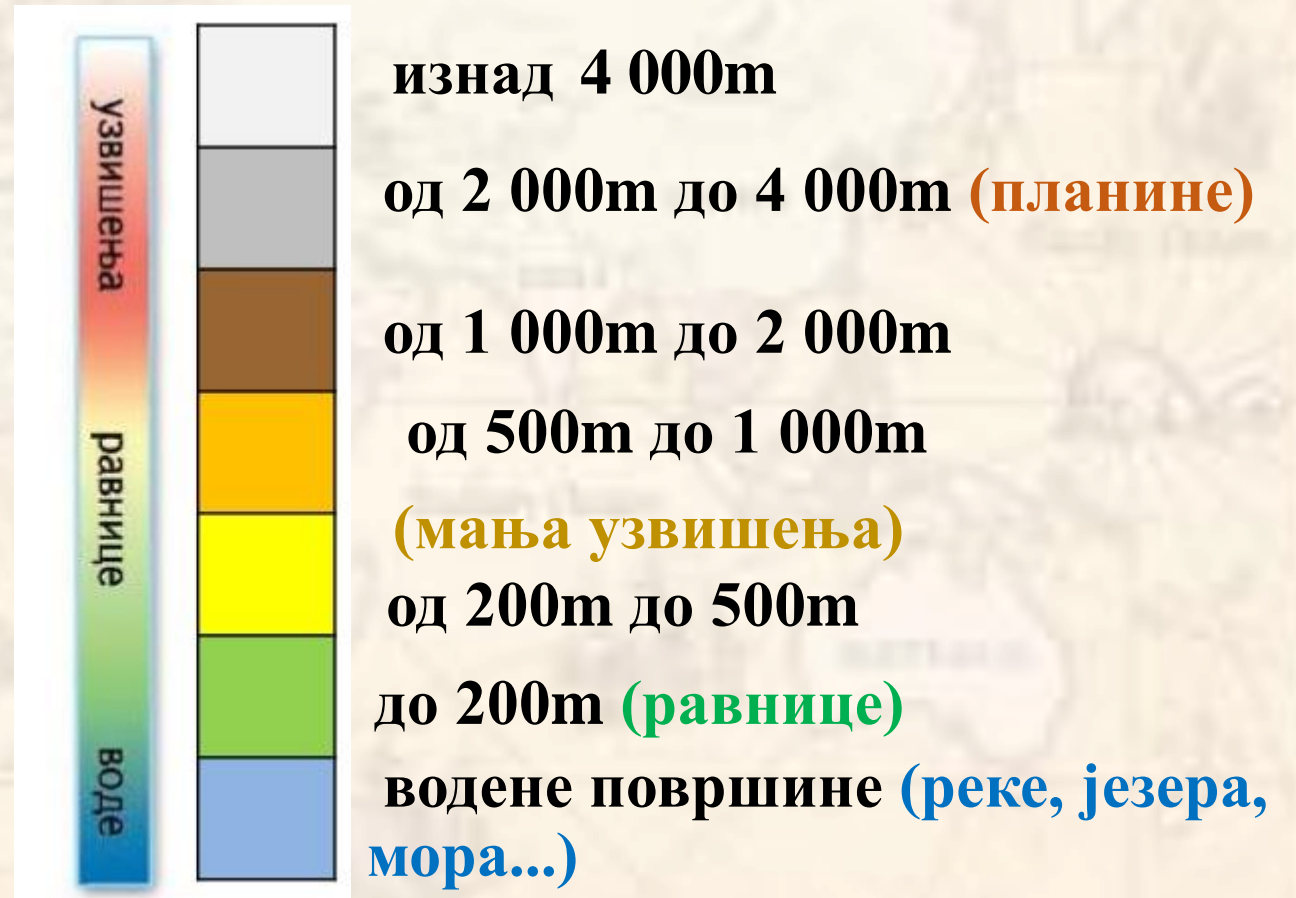 узвишења
равнице
воде
изнад 4 000m
од 2 000m до 4 000m (планине)
од 1 000m до 2 000m
од 500m до 1 000m
(мања узвишења)
од 200m до 500m
до 200m (равнице)
водене површине (реке, језера,
мора...)